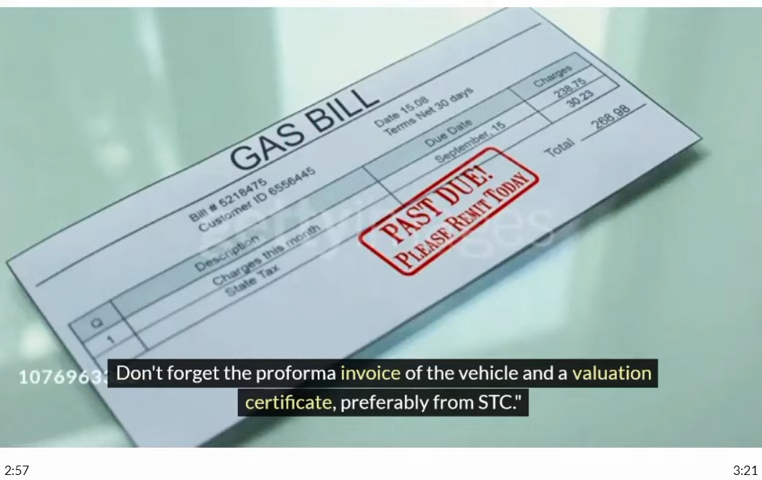 GAS BILL
Date 15.08
Terms Net 30 days
Bill # 5218475
Customer ID 6556445
Due Date
Charges
September, 15
238.75
30.23
Total 268.98
Description
Charges this month
State Tax
Q
1
PAST DUE!
PLEASE REMIT TODAY
gettyimages
1076963
Don't forget the proforma invoice of the vehicle and a valuation
certificate, preferably from STC."
2:57
3:21